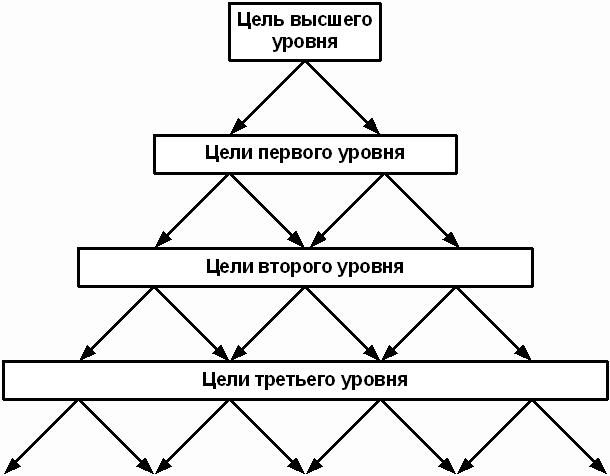 Цель высшего
уровня
Цели первого уровня
Цели второго уровня
Цели третьего уровня